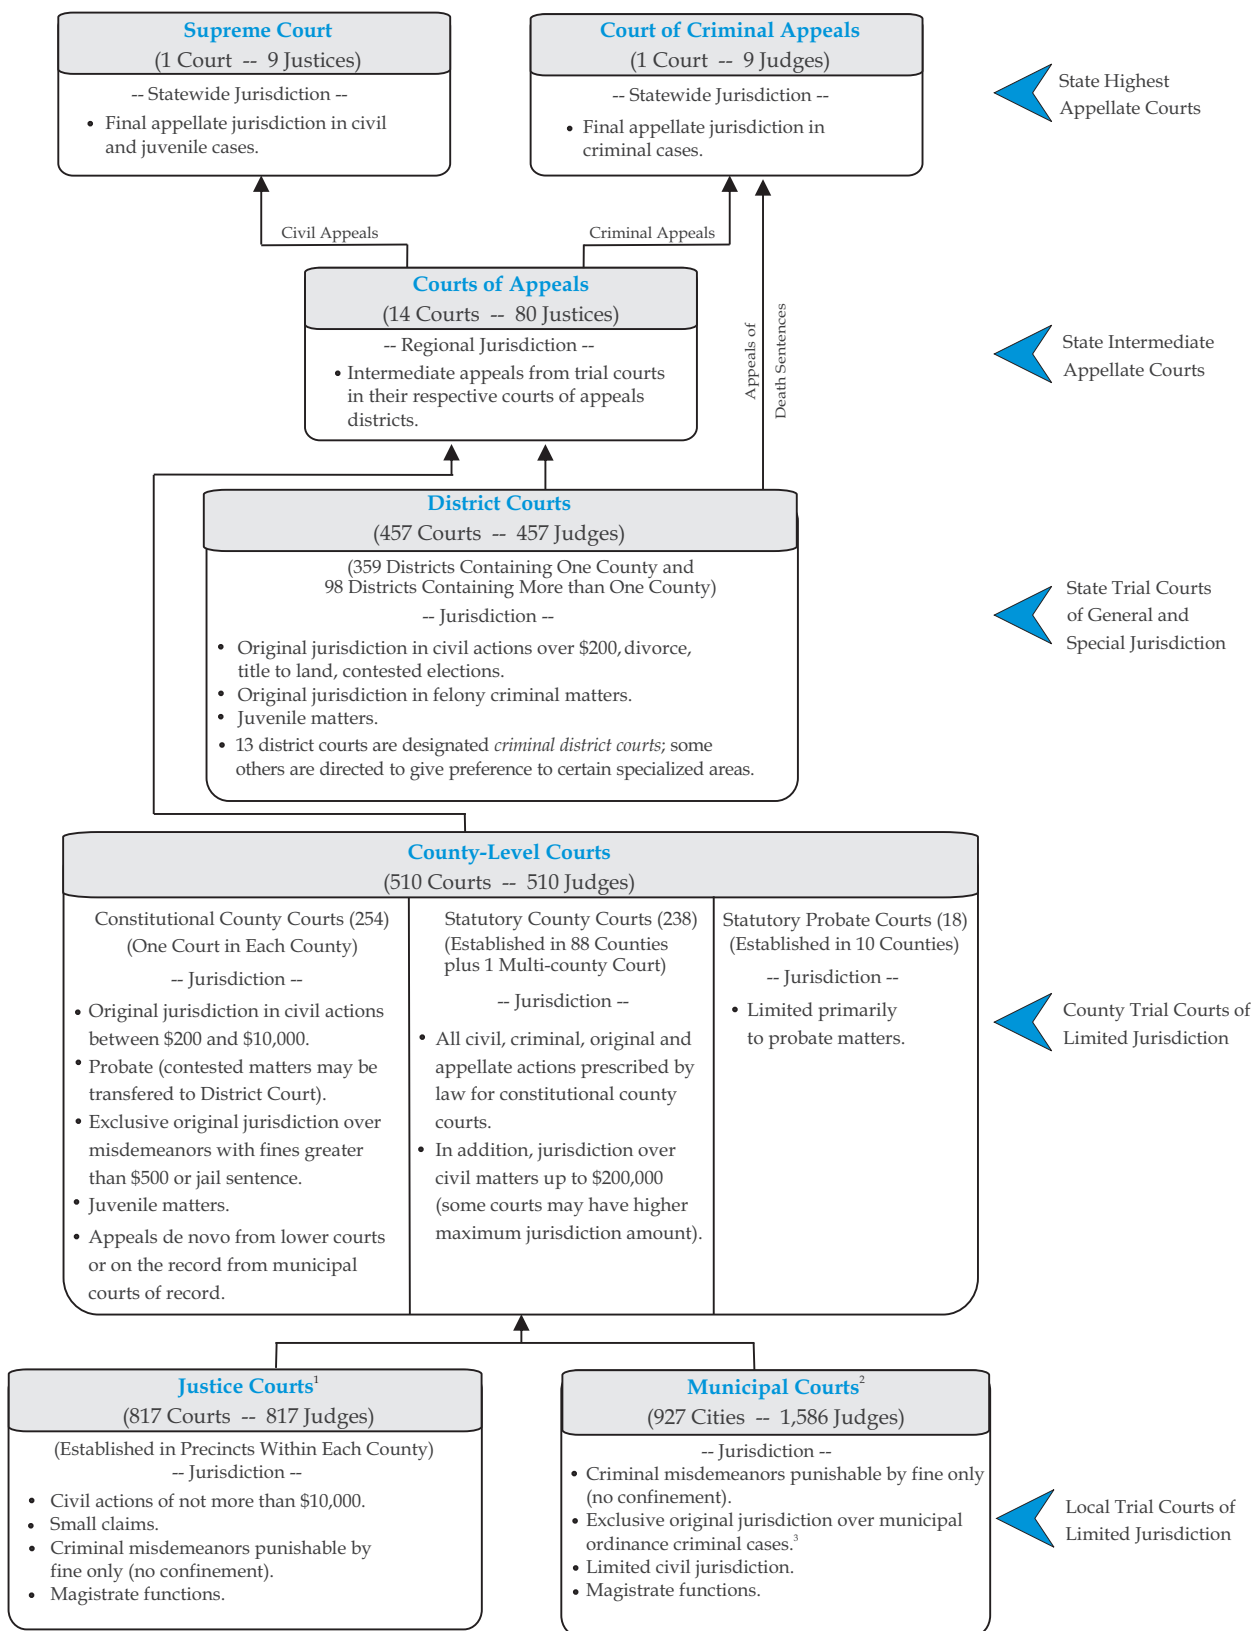 Supreme Court
(1 Court -- 9 Justices)
-- Statewide Jurisdiction --
• Final appellate jurisdiction in civil
and juvenile cases.
Court of Criminal Appeals
(1 Court -- 9 Judges)
-- Statewide Jurisdiction --
• Final appellate jurisdiction in
criminal cases.
State Highest
Appellate Courts
Civil Appeals
Criminal Appeals
Appeals of
Death Sentences
Courts of Appeals
(14 Courts -- 80 Justices)
-- Regional Jurisdiction --
• Intermediate appeals from trial courts
in their respective courts of appeals
districts.
State Intermediate
Appellate Courts
District Courts
(457 Courts -- 457 Judges)
(359 Districts Containing One County and
98 Districts Containing More than One County)
-- Jurisdiction --
• Original jurisdiction in civil actions over $200, divorce,
title to land, contested elections.
• Original jurisdiction in felony criminal matters.
• Juvenile matters.
• 13 district courts are designated criminal district courts; some
others are directed to give preference to certain specialized areas.
State Trial Courts
of General and
Special Jurisdiction
County-Level Courts
(510 Courts -- 510 Judges)
Constitutional County Courts (254)
(One Court in Each County)
-- Jurisdiction --
• Original jurisdiction in civil actions
between $200 and $10,000.
• Probate (contested matters may be
transfered to District Court).
• Exclusive original jurisdiction over
misdemeanors with fines greater
than $500 or jail sentence.
• Juvenile matters.
• Appeals de novo from lower courts
or on the record from municipal
courts of record.
Statutory County Courts (238)
(Established in 88 Counties
plus 1 Multi-county Court)
-- Jurisdiction --
• All civil, criminal, original and
appellate actions prescribed by
law for constitutional county
courts.
• In addition, jurisdiction over
civil matters up to $200,000
(some courts may have higher
maximum jurisdiction amount).
Statutory Probate Courts (18)
(Established in 10 Counties)
-- Jurisdiction --
• Limited primarily
to probate matters.
County Trial Courts of
Limited Jurisdiction
Justice Courts¹
(817 Courts -- 817 Judges)
(Established in Precincts Within Each County)
-- Jurisdiction --
• Civil actions of not more than $10,000.
• Small claims.
• Criminal misdemeanors punishable by
fine only (no confinement).
• Magistrate functions.
Municipal Courts²
(927 Cities -- 1,586 Judges)
-- Jurisdiction --
• Criminal misdemeanors punishable by fine only
(no confinement).
• Exclusive original jurisdiction over municipal
ordinance criminal cases.³
• Limited civil jurisdiction.
• Magistrate functions.
Local Trial Courts of
Limited Jurisdiction